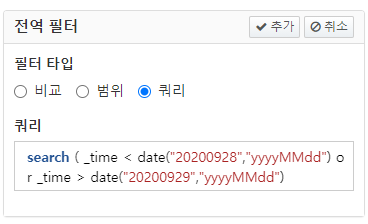 전역 필터 추가 취소
필터 타입
비교 범위 쿼리
쿼리
search ( _time < date("20200928","yyyyMMdd") o
r _time > date("20200929","yyyyMMdd")